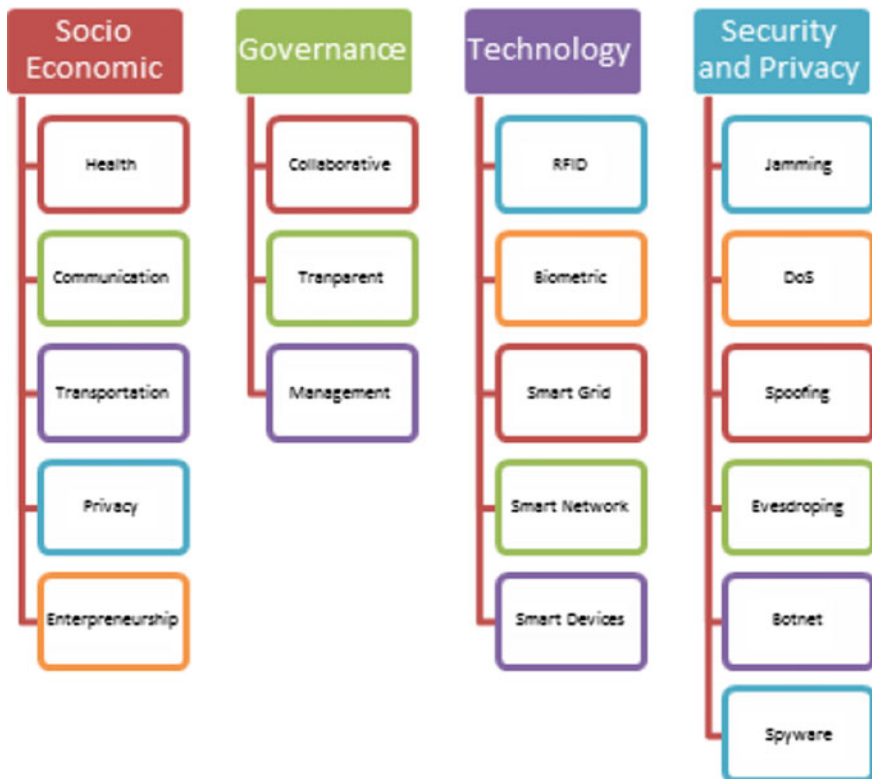 Socio
Economic
Health
Communication
Transportation
Privacy
Enterpreneurship
Governance
Collaborative
Tranparent
Management
Technology
RFID
Biometric
Smart Grid
Smart Network
Smart Devices
Security
and Privacy
Jamming
DoS
Spoofing
Evesdroping
Botnet
Spyware